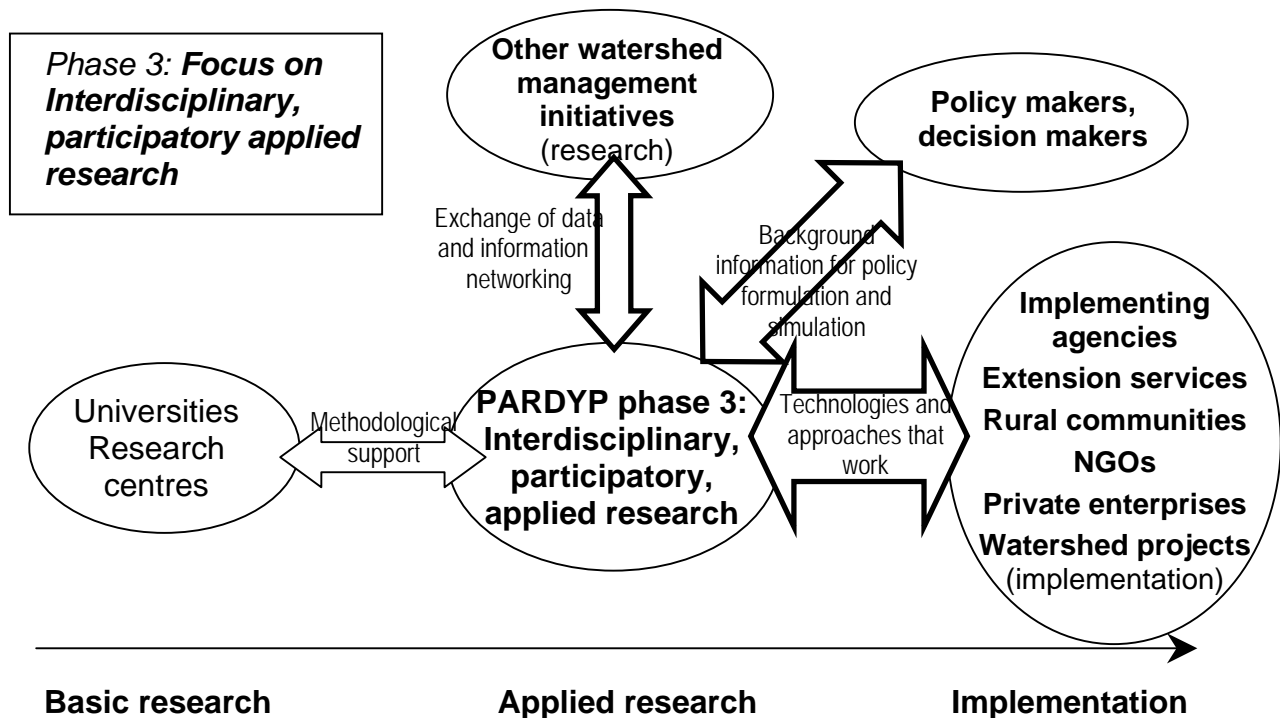 Phase 3: Focus on
Interdisciplinary,
participatory applied
research
Other watershed
management
initiatives
(research)
Policy makers,
decision makers
Exchange of data
and information
networking
Background
information for policy
formulation and
simulation
Universities
Research
centres
Methodological
support
PARDYP phase 3:
Interdisciplinary,
participatory,
applied research
Technologies and
approaches that
work
Implementing
agencies
Extension services
Rural communities
NGOs
Private enterprises
Watershed projects
(implementation)
Basic research
Applied research
Implementation